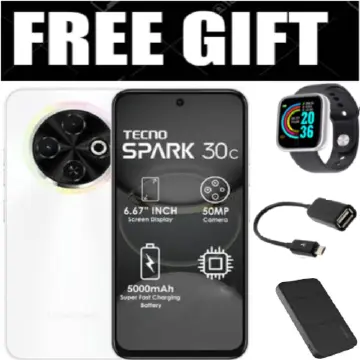 FREE GIFT
TECNO
SPARK 30c
6.67" INCH
Screen Display
50MP
Camera
5000mAh
Super Fast Charging
Battery
20
36